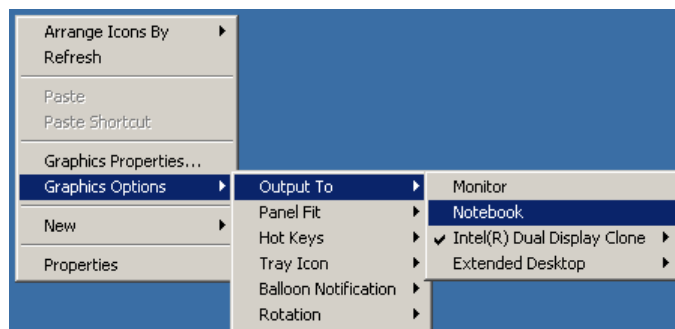 Arrange Icons By
Refresh
Paste
Paste Shortcut
Graphics Properties...
Graphics Options
New
Properties
Output To
Panel Fit
Hot Keys
Tray Icon
Balloon Notification
Rotation
Monitor
Notebook
Intel(R) Dual Display Clone
Extended Desktop